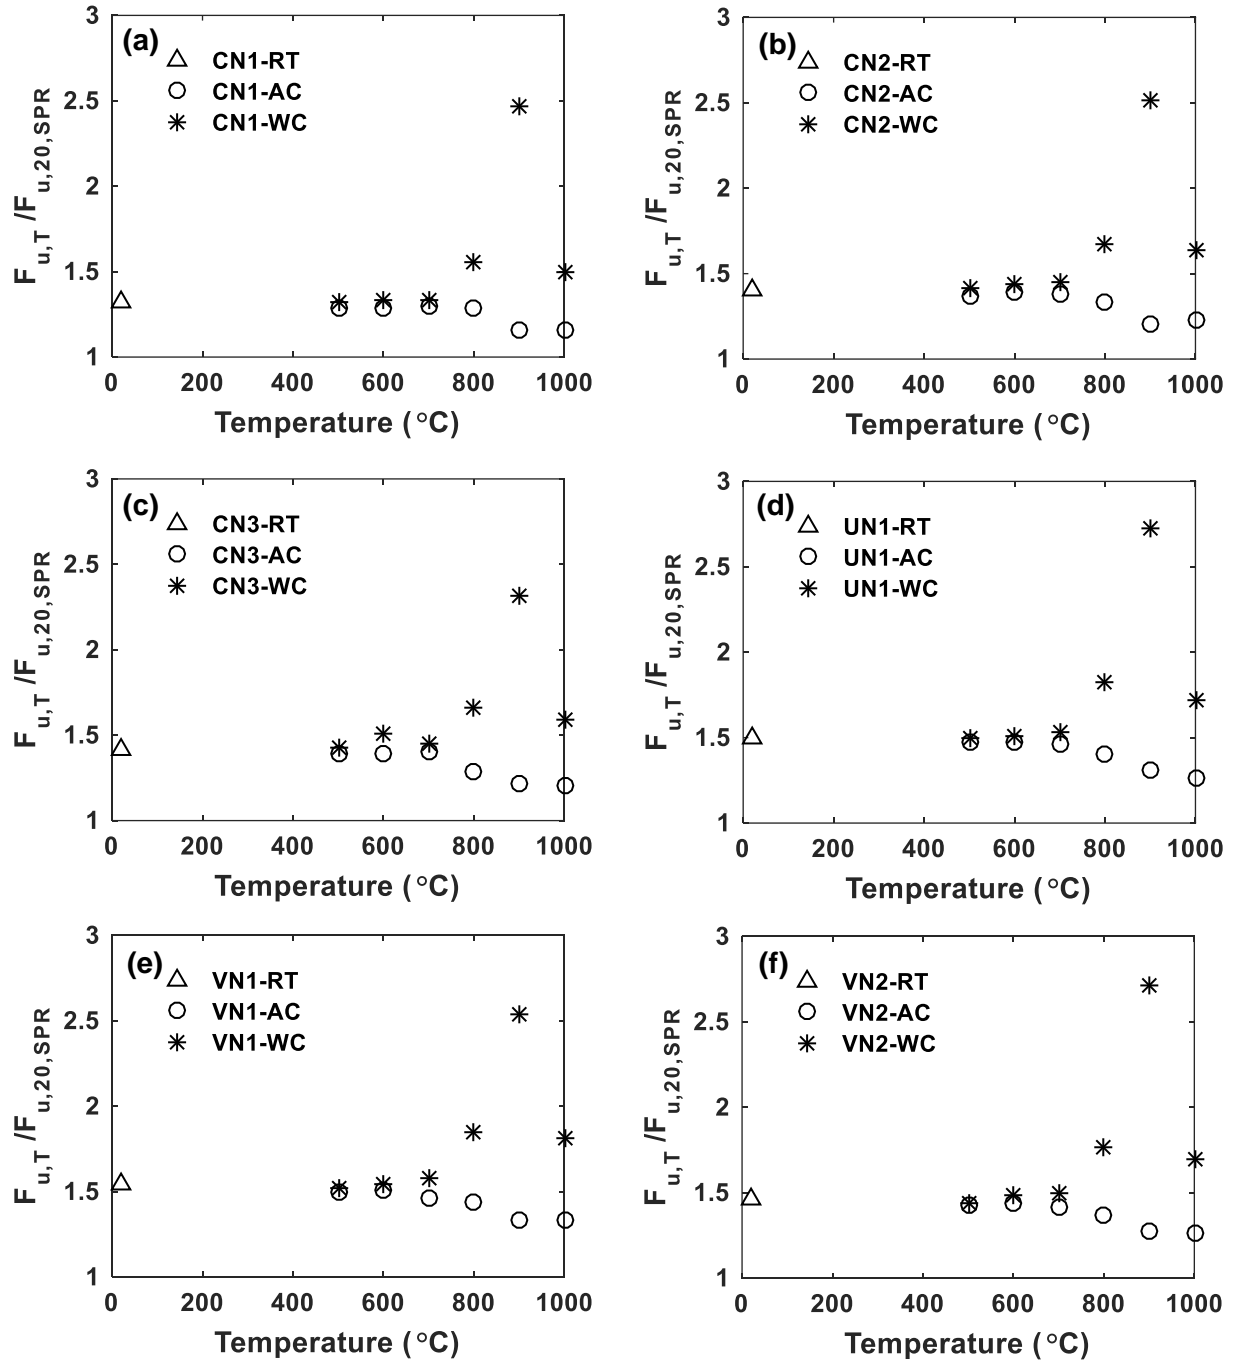 (a)
CN1-RT
CN1-AC
CN1-WC
3
2.5
2
1.5
1
F u,T /F u,20,SPR
0 200 400 600 800 1000
Temperature (°C)
(b)
CN2-RT
CN2-AC
CN2-WC
3
2.5
2
1.5
1
F u,T /F u,20,SPR
0 200 400 600 800 1000
Temperature (°C)
(c)
CN3-RT
CN3-AC
CN3-WC
3
2.5
2
1.5
1
F u,T /F u,20,SPR
0 200 400 600 800 1000
Temperature (°C)
(d)
UN1-RT
UN1-AC
UN1-WC
3
2.5
2
1.5
1
F u,T /F u,20,SPR
0 200 400 600 800 1000
Temperature (°C)
(e)
VN1-RT
VN1-AC
VN1-WC
3
2.5
2
1.5
1
F u,T /F u,20,SPR
0 200 400 600 800 1000
Temperature (°C)
(f)
VN2-RT
VN2-AC
VN2-WC
3
2.5
2
1.5
1
F u,T /F u,20,SPR
0 200 400 600 800 1000
Temperature (°C)